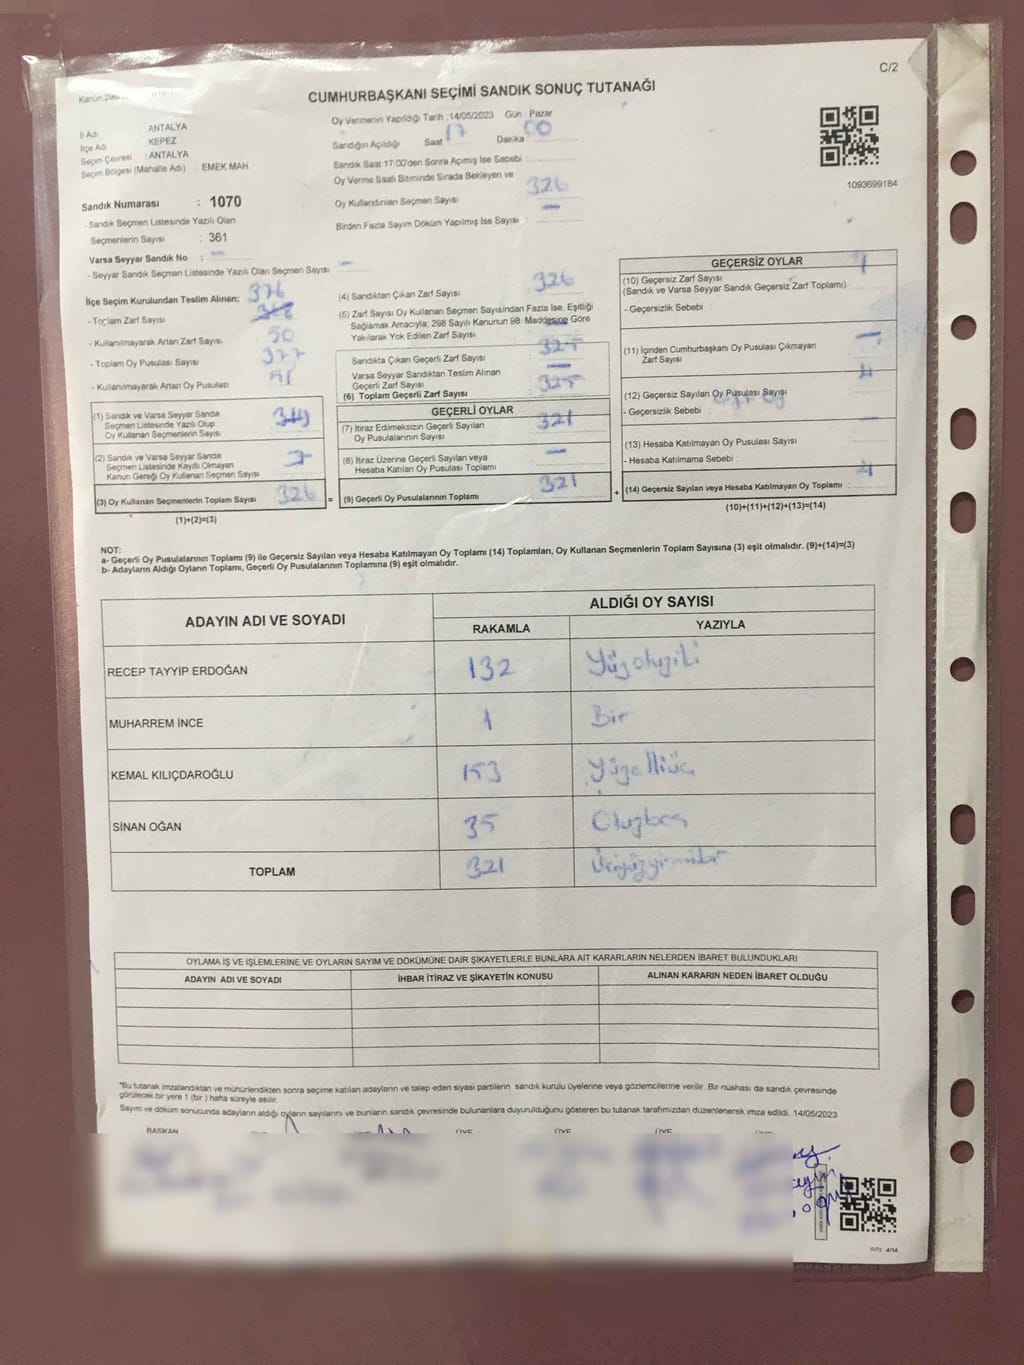 C/2
CUMHURBAŞKANI SEÇİMİ SANDIK SONUÇ TUTANAĞI
Oy Vermenin Yapıldığı Tarih :14/05/2023 Gün : Pazar
İl Adı ANTALYA
İlçe Adı KEPEZ
Seçim Çevresi : ANTALYA
Seçim Bölgesi (Mahalle Adı) : EMEK MAH
Sandığın Açıldığı Saat 17 Dakika 00
Sandık Saat 17:00'den Sonra Açımış İse Sebebi :
Oy Verme Saati Bitiminde Sırada Bekleyen ve
Oy Kullandırılan Seçmen Sayısı : 326
Birden Fazla Sayım Döküm Yapılmış İse Sayısı : —
1093699184
Sandık Numarası : 1070
- Sandık Seçmen Listesinde Yazılı Olan
Seçmenlerin Sayısı : 361
Varsa Seyyar Sandık No : —
- Seyyar Sandık Seçmen Listesinde Yazılı Olan Seçmen Sayısı —
İlçe Seçim Kurulundan Teslim Alınan; 376
- Toplam Zarf Sayısı
- Kullanılmayarak Artan Zarf Sayısı 50
- Toplam Oy Pusulası Sayısı 377
- Kullanılmayarak Artan Oy Pusulası 51
(1) Sandık ve Varsa Seyyar Sandık
Seçmen Listesinde Yazılı Olup
Oy Kullanan Seçmenlerin Sayısı
(2) Sandık ve Varsa Seyyar Sandık
Seçmen Listesinde Kayıtlı Olmayan
Kanun Gereği Oy Kullanan Seçmen Sayısı 7
(3) Oy Kullanan Seçmenlerin Toplam Sayısı 326 =
(1)+(2)=(3)
(4) Sandıktan Çıkan Zarf Sayısı : 326
(5) Zarf Sayısı Oy Kullanan Seçmen Sayısından Fazla İse, Eşitliği
Sağlamak Amacıyla; 298 Sayılı Kanunun 98. Maddesine Göre
Yakılarak Yok Edilen Zarf Sayısı : —
Sandıkta Çıkan Geçerli Zarf Sayısı : 325
Varsa Seyyar Sandıktan Teslim Alınan
Geçerli Zarf Sayısı : —
(6) Toplam Geçerli Zarf Sayısı : 325
GEÇERLİ OYLAR
(7) İtiraz Edilmeksizin Geçerli Sayılan
Oy Pusulalarının Sayısı : 321
(8) İtiraz Üzerine Geçerli Sayılan veya
Hesaba Katılan Oy Pusulası Toplamı : —
(9) Geçerli Oy Pusulalarının Toplamı : 321 +
GEÇERSİZ OYLAR
(10) Geçersiz Zarf Sayısı 1
(Sandık ve Varsa Seyyar Sandık Geçersiz Zarf Toplamı)
- Geçersizlik Sebebi :
(11) İçinden Cumhurbaşkanı Oy Pusulası Çıkmayan
Zarf Sayısı : —
(12) Geçersiz Sayılan Oy Pusulası Sayısı : 4
- Geçersizlik Sebebi :
(13) Hesaba Katılmayan Oy Pusulası Sayısı : —
- Hesaba Katılmama Sebebi :
(14) Geçersiz Sayılan veya Hesaba Katılmayan Oy Toplamı :
(10)+(11)+(12)+(13)=(14)
NOT:
a- Geçerli Oy Pusulalarının Toplamı (9) ile Geçersiz Sayılan veya Hesaba Katılmayan Oy Toplamı (14) Toplamları, Oy Kullanan Seçmenlerin Toplam Sayısına (3) eşit olmalıdır. (9)+(14)=(3)
b- Adayların Aldığı Oyların Toplamı, Geçerli Oy Pusulalarının Toplamına (9) eşit olmalıdır.
ADAYIN ADI VE SOYADI ALDIĞI OY SAYISI
RAKAMLA YAZIYLA
RECEP TAYYİP ERDOĞAN 132 Yüzotuziki
MUHARREM İNCE 1 Bir
KEMAL KILIÇDAROĞLU 153 Yüzelliüç
SİNAN OĞAN 35 Otuzbeş
TOPLAM 321 Üçyüzyirmibir
OYLAMA İŞ VE İŞLEMLERİNE VE OYLARIN SAYIM VE DÖKÜMÜNE DAİR ŞİKAYETLERLE BUNLARA AİT KARARLARIN NELERDEN İBARET BULUNDUKLARI
ADAYIN ADI VE SOYADI İHBAR İTİRAZ VE ŞİKAYETİN KONUSU ALINAN KARARIN NEDEN İBARET OLDUĞU
*Bu tutanak imzalandıktan ve mühürlendikten sonra seçime katılan adayların ve talep eden siyasi partilerin sandık kurulu üyelerine veya gözlemcilerine verilir. Bir nüshası da sandık çevresinde
görülecek bir yere 1 (bir ) hafta süreyle asılır.
Sayım ve döküm sonucunda adayların aldığı oyların sayılarını ve bunların sandık çevresinde bulunanlara duyurulduğunu gösteren bu tutanak tarafımızdan düzenlenerek imza edildi. 14/05/2023
BAŞKAN ÜYE ÜYE ÜYE